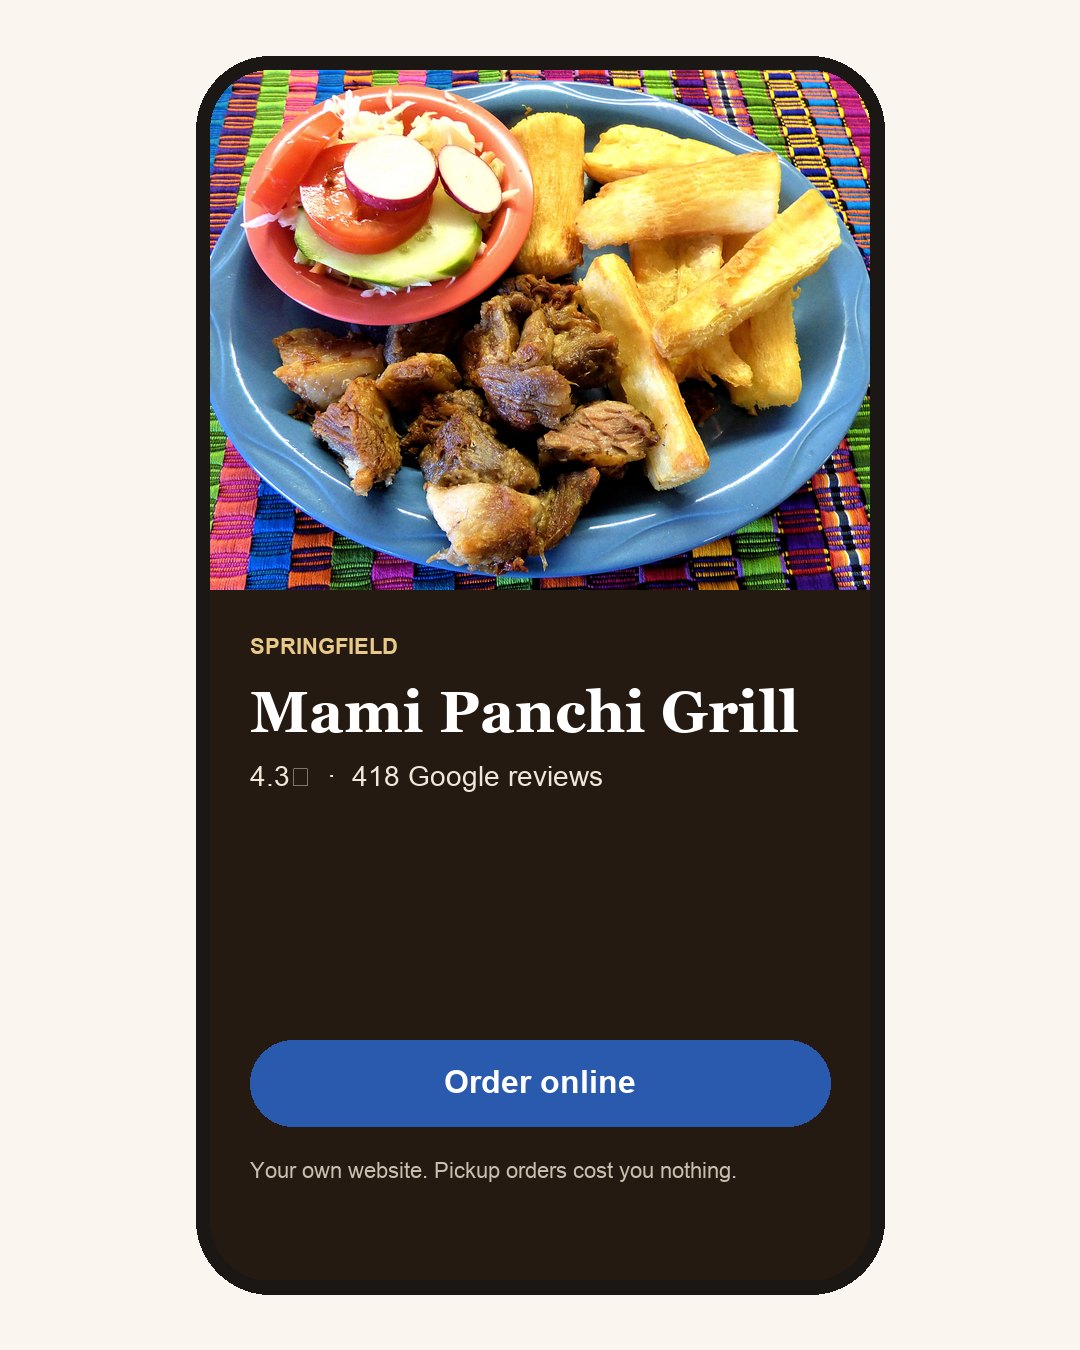 SPRINGFIELD
Mami Panchi Grill
4.3□ · 418 Google reviews
Order online
Your own website. Pickup orders cost you nothing.